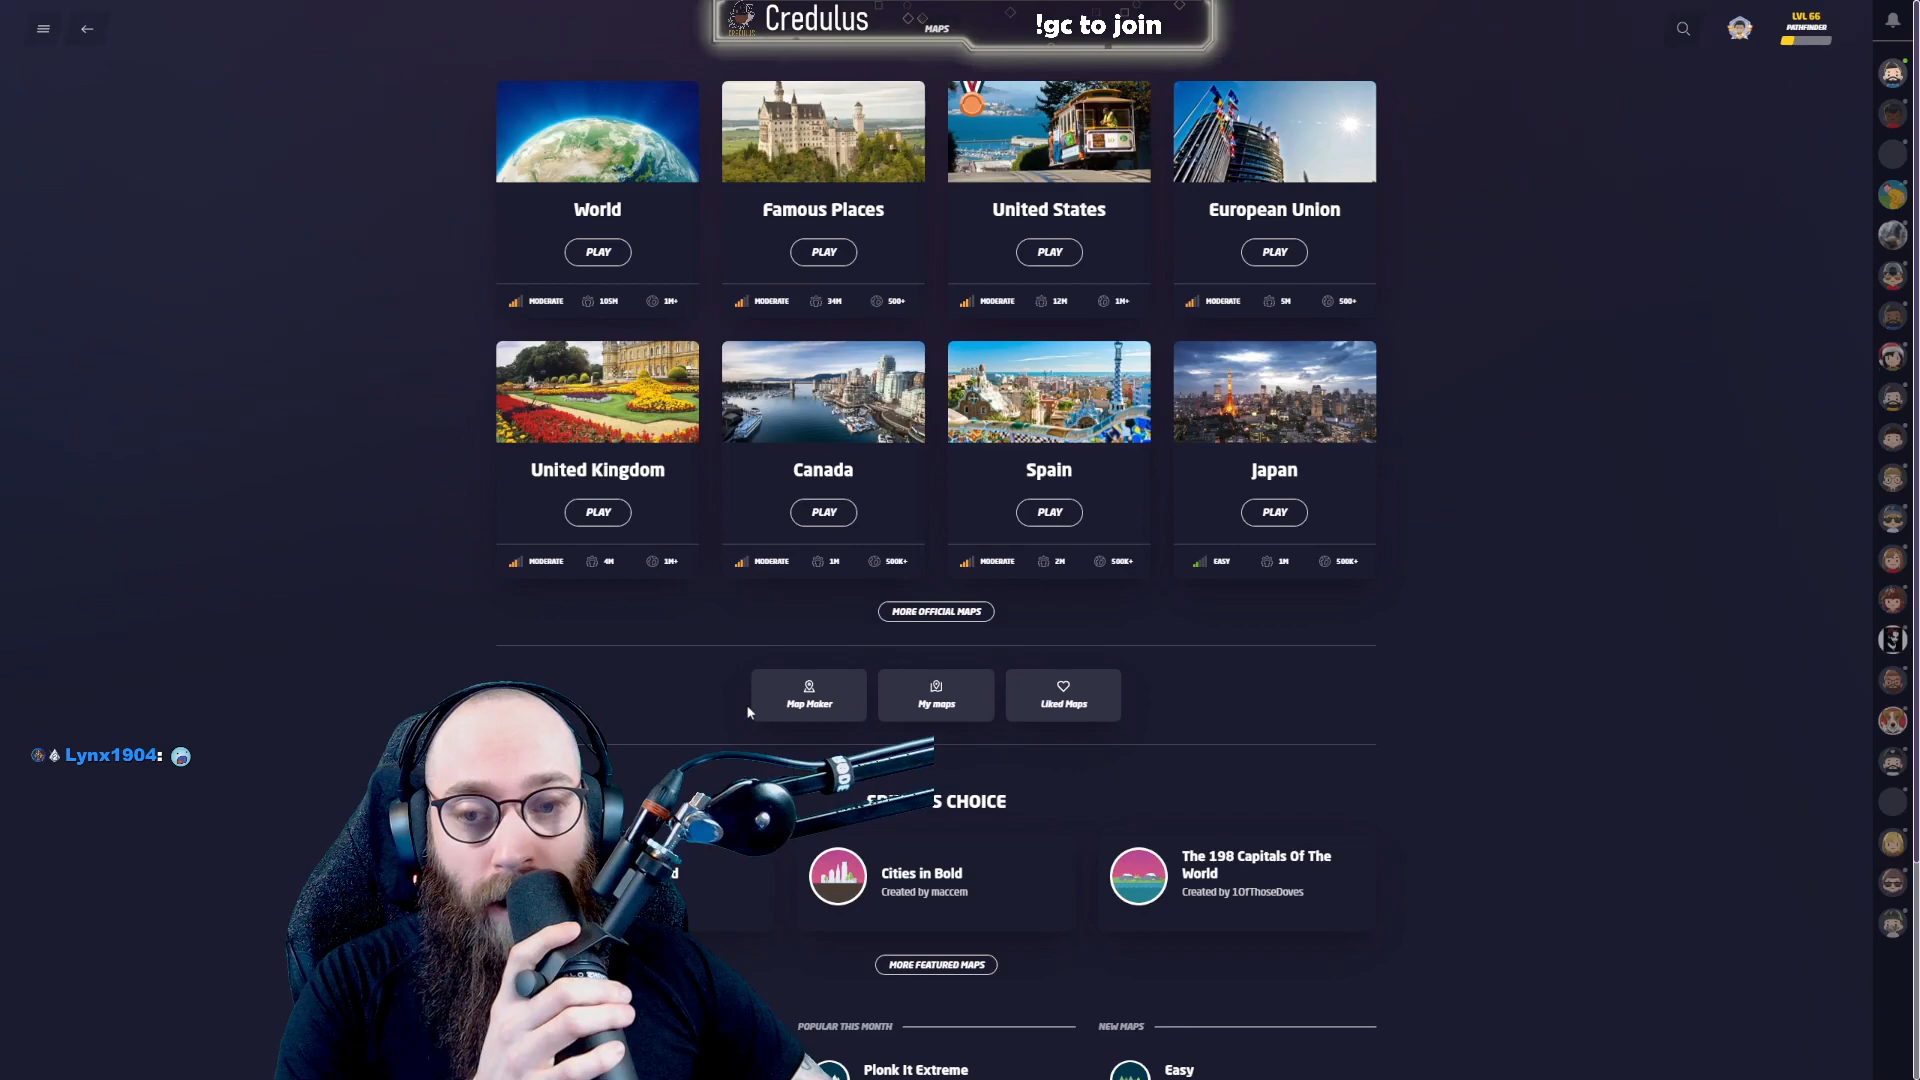 Credulus
CREDULUS
MAPS
!gc to join
LVL 66
PATHFINDER
World
Famous Places
United States
European Union
PLAY
PLAY
PLAY
PLAY
MODERATE 105M 1M+
MODERATE 34M 500+
MODERATE 12M 1M+
MODERATE 5M 500+
United Kingdom
Canada
Spain
Japan
PLAY
PLAY
PLAY
PLAY
MODERATE 4M 1M+
MODERATE 1M 500K+
MODERATE 2M 500K+
EASY 1M 500K+
MORE OFFICIAL MAPS
Map Maker
My maps
Liked Maps
Lynx1904:
S CHOICE
Cities in Bold
Created by maccem
The 198 Capitals Of The
World
Created by 1OfThoseDoves
MORE FEATURED MAPS
POPULAR THIS MONTH
NEW MAPS
Plonk It Extreme
Easy